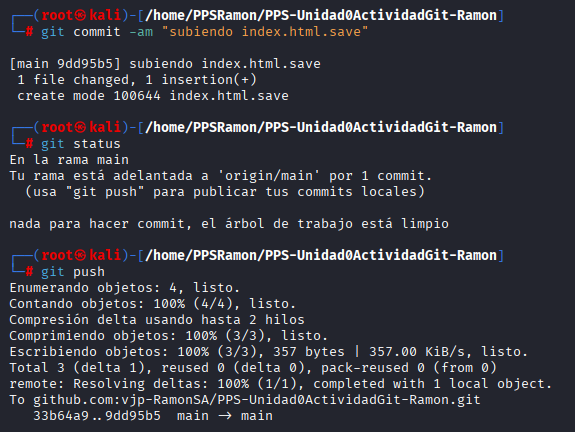 ┌──(root㉿kali)-[/home/PPSRamon/PPS-Unidad0ActividadGit-Ramon]
└─# git commit -am "subiendo index.html.save"
[main 9dd95b5] subiendo index.html.save
 1 file changed, 1 insertion(+)
 create mode 100644 index.html.save
┌──(root㉿kali)-[/home/PPSRamon/PPS-Unidad0ActividadGit-Ramon]
└─# git status
En la rama main
Tu rama está adelantada a 'origin/main' por 1 commit.
  (usa "git push" para publicar tus commits locales)
nada para hacer commit, el árbol de trabajo está limpio
┌──(root㉿kali)-[/home/PPSRamon/PPS-Unidad0ActividadGit-Ramon]
└─# git push
Enumerando objetos: 4, listo.
Contando objetos: 100% (4/4), listo.
Compresión delta usando hasta 2 hilos
Comprimiendo objetos: 100% (3/3), listo.
Escribiendo objetos: 100% (3/3), 357 bytes | 357.00 KiB/s, listo.
Total 3 (delta 1), reused 0 (delta 0), pack-reused 0 (from 0)
remote: Resolving deltas: 100% (1/1), completed with 1 local object.
To github.com:vjp-RamonSA/PPS-Unidad0ActividadGit-Ramon.git
   33b64a9..9dd95b5  main -> main